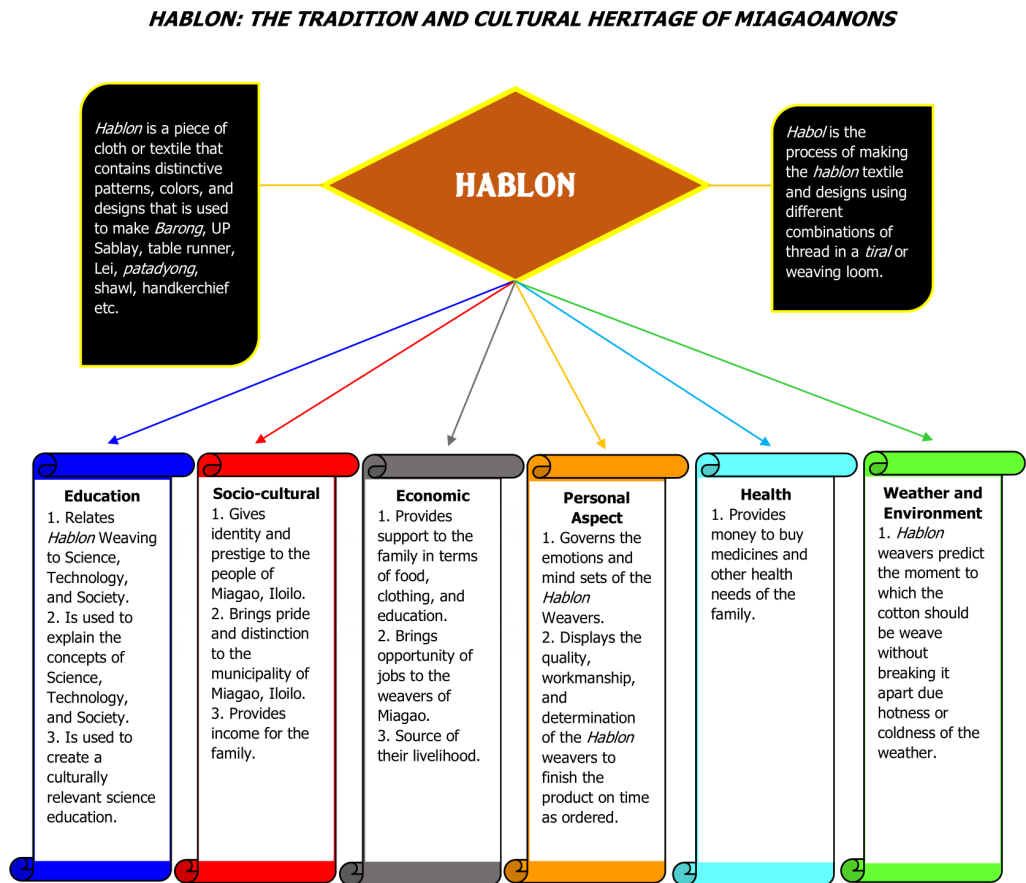 HABLON: THE TRADITION AND CULTURAL HERITAGE OF MIAGAOANONS
Hablon is a piece of
cloth or textile that
contains distinctive
patterns, colors, and
designs that is used
to make Barong, UP
Sablay, table runner,
Lei, patadyong,
shawl, handkerchief
etc.
HABLON
Habol is the
process of making
the hablon textile
and designs using
different
combinations of
thread in a tiral or
weaving loom.
Education
1. Relates
Hablon Weaving
to Science,
Technology,
and Society.
2. Is used to
explain the
concepts of
Science,
Technology,
and Society.
3. Is used to
create a
culturally
relevant science
education.
Socio-cultural
1. Gives
identity and
prestige to the
people of
Miagao, Iloilo.
2. Brings pride
and distinction
to the
municipality of
Miagao, Iloilo.
3. Provides
income for the
family.
Economic
1. Provides
support to the
family in terms
of food,
clothing, and
education.
2. Brings
opportunity of
jobs to the
weavers of
Miagao.
3. Source of
their livelihood.
Personal
Aspect
1. Governs the
emotions and
mind sets of the
Hablon
Weavers.
2. Displays the
quality,
workmanship,
and
determination
of the Hablon
weavers to
finish the
product on time
as ordered.
Health
1. Provides
money to buy
medicines and
other health
needs of the
family.
Weather and
Environment
1. Hablon
weavers predict
the moment to
which the
cotton should
be weave
without
breaking it
apart due
hotness or
coldness of the
weather.